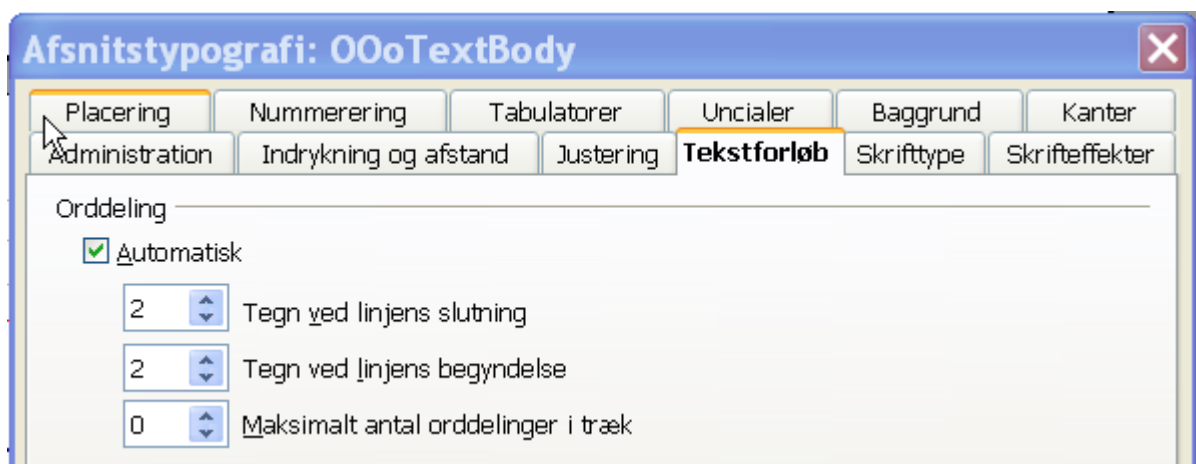 Afsnitstypografi: OOoTextBody
Placering Nummerering Tabulatorer Uncialer Baggrund Kanter
Administration Indrykning og afstand Justering Tekstforløb Skrifttype Skrifteffekter
Orddeling
Automatisk
2 Tegn ved linjens slutning
2 Tegn ved linjens begyndelse
0 Maksimalt antal orddelinger i træk